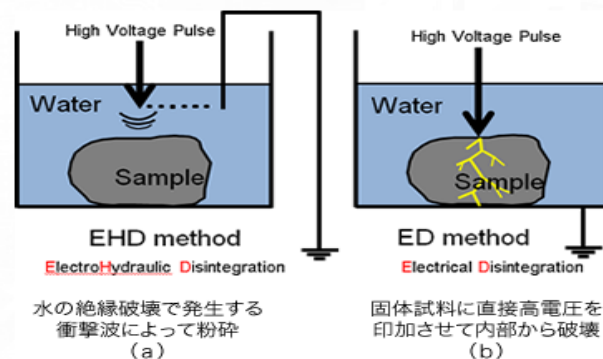 High Voltage Pulse
Water
Sample
EHD method
ElectroHydraulic Disintegration
水の絶縁破壊で発生する
衝撃波によって粉砕
(a)
High Voltage Pulse
Water
Sample
ED method
Electrical Disintegration
固体試料に直接高電圧を
印加させて内部から破壊
(b)